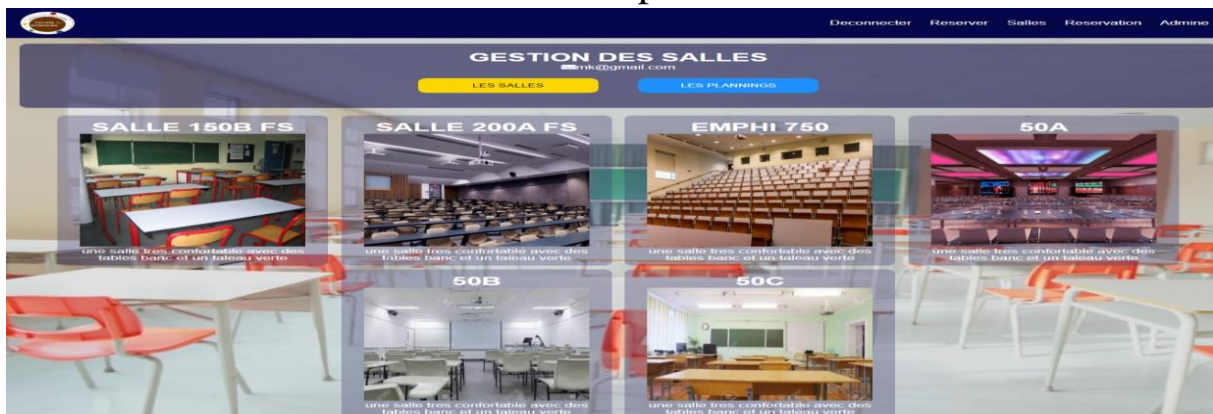 Deconnecter Reserver Salles Reservation Admine
GESTION DES SALLES
mk@gmail.com
LES SALLES LES PLANNINGS
SALLE 150B FS SALLE 200A FS EMPHI 750 50A
une salle tres confortable avec des une salle tres confortable avec des une salle tres confortable avec des une salle tres confortable avec des
tables banc et un taleau verte tables banc et un taleau verte tables banc et un taleau verte tables banc et un taleau verte
50B 50C
une salle tres confortable avec des une salle tres confortable avec des
tables banc et un taleau verte tables banc et un taleau verte